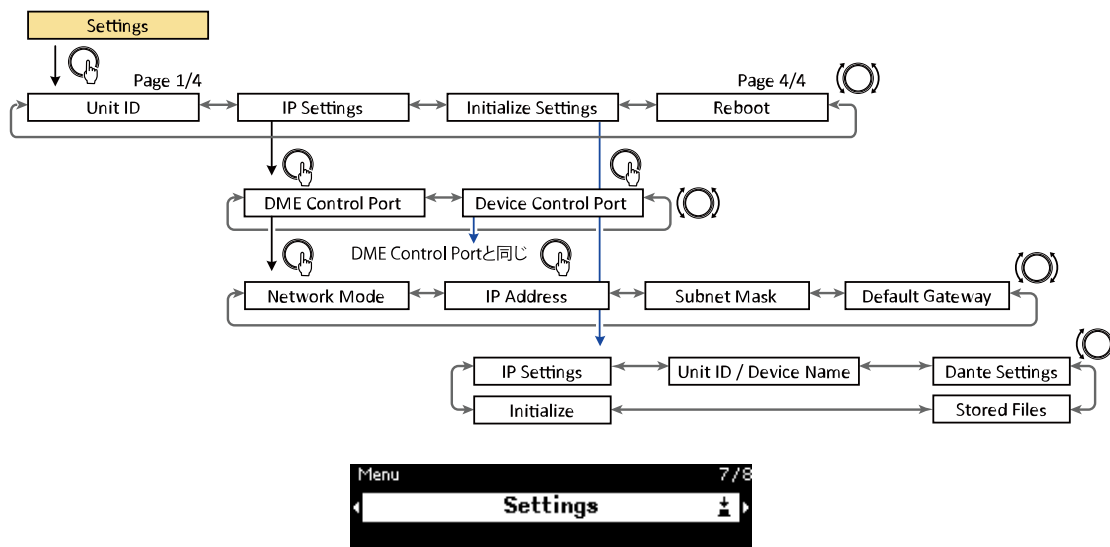 Settings
Page 1/4
Page 4/4
Unit ID
IP Settings
Initialize Settings
Reboot
DME Control Port
Device Control Port
DME Control Portと同じ
Network Mode
IP Address
Subnet Mask
Default Gateway
IP Settings
Unit ID / Device Name
Dante Settings
Initialize
Stored Files
Menu
7/8
Settings